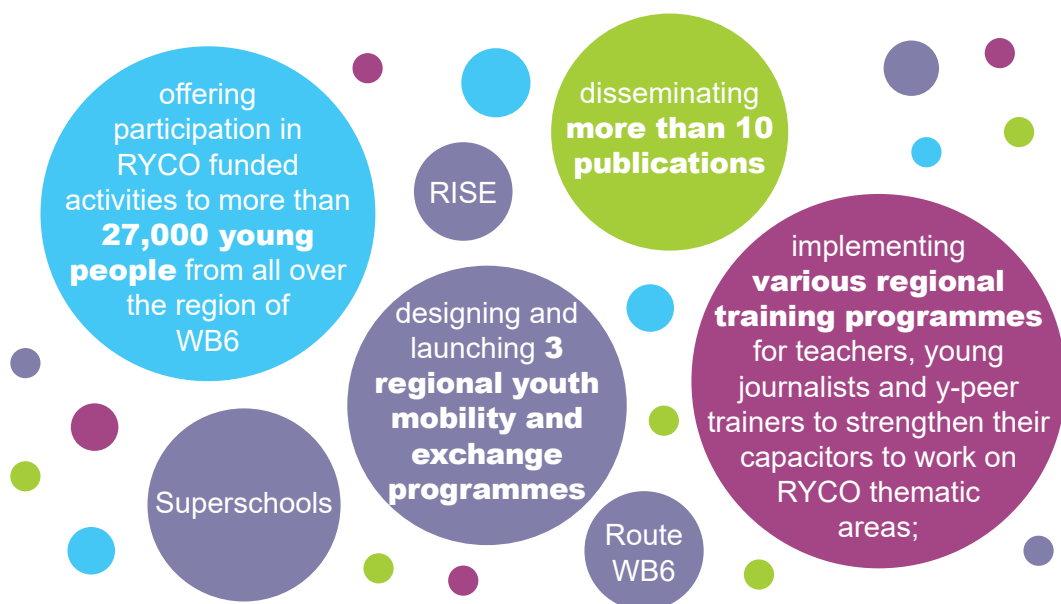 offering
participation in
RYCO funded
activities to more than
27,000 young
people from all over
the region of
WB6
disseminating
more than 10
publications
RISE
designing and
launching 3
regional youth
mobility and
exchange
programmes
implementing
various regional
training programmes
for teachers, young
journalists and y-peer
trainers to strengthen their
capacitors to work on
RYCO thematic
areas;
Superschools
Route
WB6